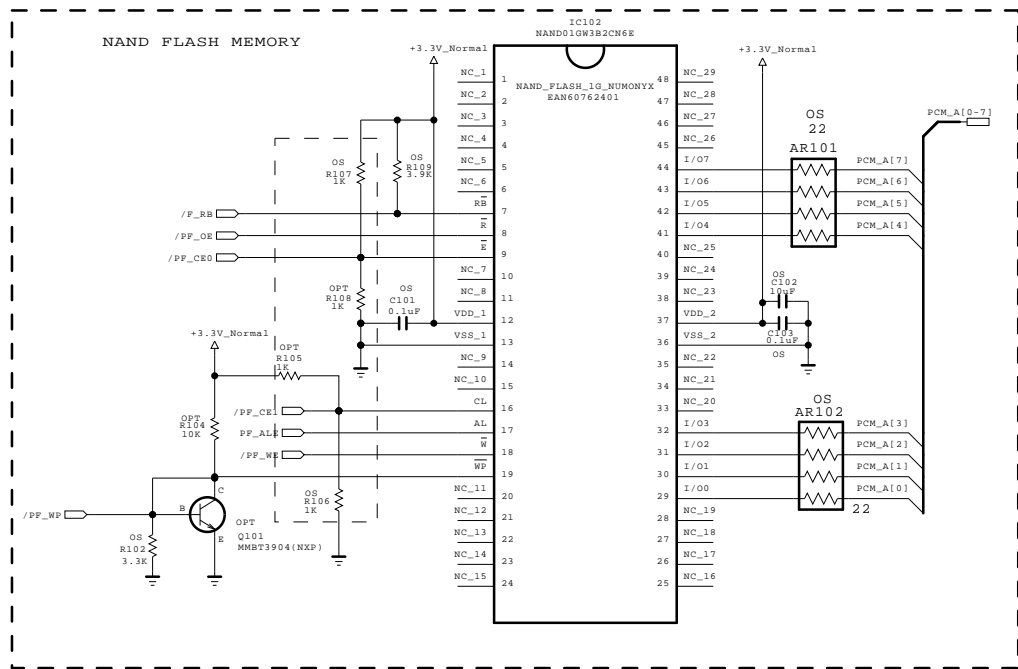 IC102
NAND01GW3B2CN6E
NAND FLASH MEMORY
+3.3V_Normal
+3.3V_Normal
NAND_FLASH_1G_NUMONYX
EAN60762401
NC_1 1
NC_2 2
NC_3 3
NC_4 4
NC_5 5
NC_6 6
RB 7
R 8
E 9
NC_7 10
NC_8 11
VDD_1 12
VSS_1 13
NC_9 14
NC_10 15
CL 16
AL 17
W 18
WP 19
NC_11 20
NC_12 21
NC_13 22
NC_14 23
NC_15 24
48 NC_29
47 NC_28
46 NC_27
45 NC_26
44 I/O7
43 I/O6
42 I/O5
41 I/O4
40 NC_25
39 NC_24
38 NC_23
37 VDD_2
36 VSS_2
35 NC_22
34 NC_21
33 NC_20
32 I/O3
31 I/O2
30 I/O1
29 I/O0
28 NC_19
27 NC_18
26 NC_17
25 NC_16
OS
R107
1K
OS
R109
3.9K
/F_RB
/PF_OE
/PF_CE0
OPT
R108
1K
OS
C101
0.1uF
+3.3V_Normal
OPT
R105
1K
/PF_CE1
PF_ALE
/PF_WE
OPT
R104
10K
OS
R106
1K
/PF_WP
B
C
E
OPT
Q101
MMBT3904(NXP)
OS
R102
3.3K
OS
22
AR101
PCM_A[0-7]
PCM_A[7]
PCM_A[6]
PCM_A[5]
PCM_A[4]
OS
C102
10uF
C103
0.1uF
OS
OS
AR102
PCM_A[3]
PCM_A[2]
PCM_A[1]
PCM_A[0]
22